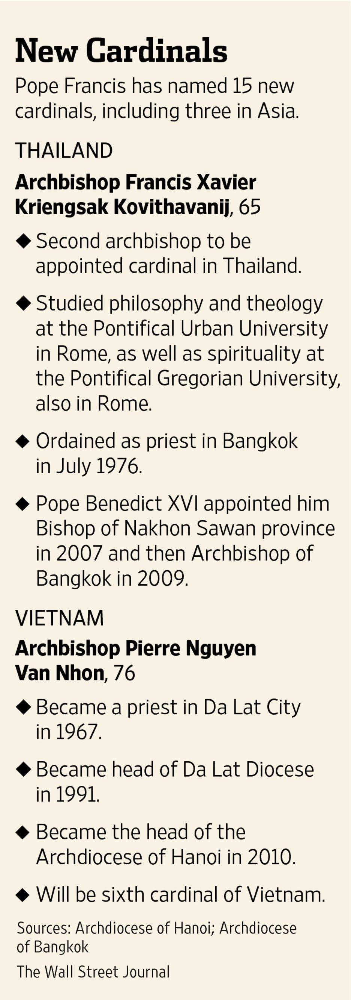 New Cardinals
Pope Francis has named 15 new
cardinals, including three in Asia.
THAILAND
Archbishop Francis Xavier
Kriengsak Kovithavanij, 65
◆ Second archbishop to be
appointed cardinal in Thailand.
◆ Studied philosophy and theology
at the Pontifical Urban University
in Rome, as well as spirituality at
the Pontifical Gregorian University,
also in Rome.
◆ Ordained as priest in Bangkok
in July 1976.
◆ Pope Benedict XVI appointed him
Bishop of Nakhon Sawan province
in 2007 and then Archbishop of
Bangkok in 2009.
VIETNAM
Archbishop Pierre Nguyen
Van Nhon, 76
◆ Became a priest in Da Lat City
in 1967.
◆ Became head of Da Lat Diocese
in 1991.
◆ Became the head of the
Archdiocese of Hanoi in 2010.
◆ Will be sixth cardinal of Vietnam.
Sources: Archdiocese of Hanoi; Archdiocese
of Bangkok
The Wall Street Journal